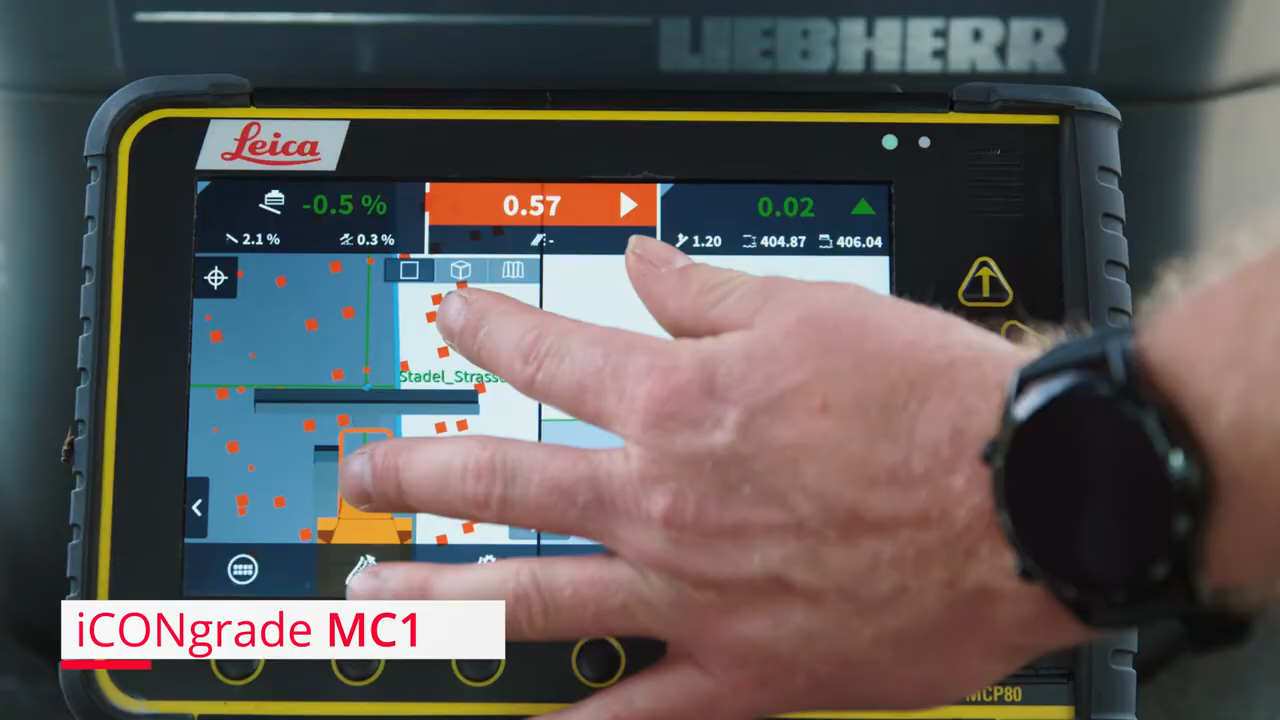 LIEBHERR
Leica
-0.5 % 0.57 0.02
2.1 % 0.3 % - 1.20 404.87 406.04
Stadel_Strasse
iCONgrade MC1
MCP80